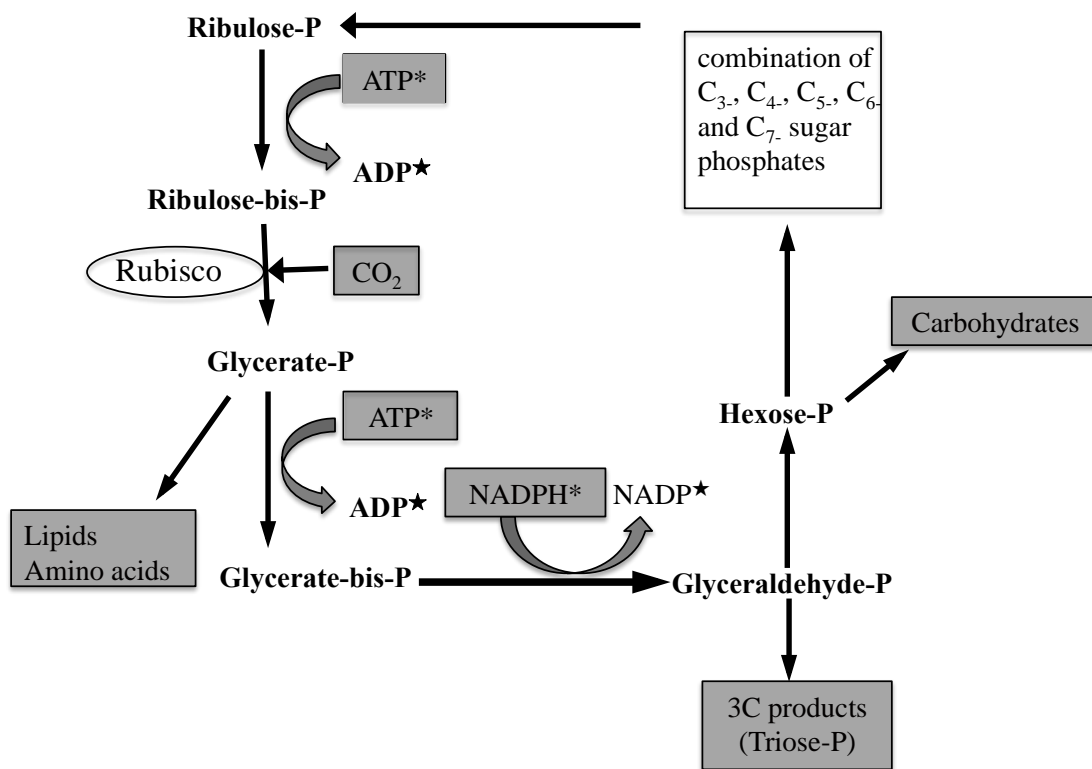 Ribulose-P
ATP*
ADP★
Ribulose-bis-P
Rubisco
CO₂
Glycerate-P
ATP*
ADP★
Lipids
Amino acids
Glycerate-bis-P
NADPH*
NADP★
Glyceraldehyde-P
3C products
(Triose-P)
Hexose-P
Carbohydrates
combination of
C₃₋, C₄₋, C₅₋, C₆₋
and C₇₋ sugar
phosphates